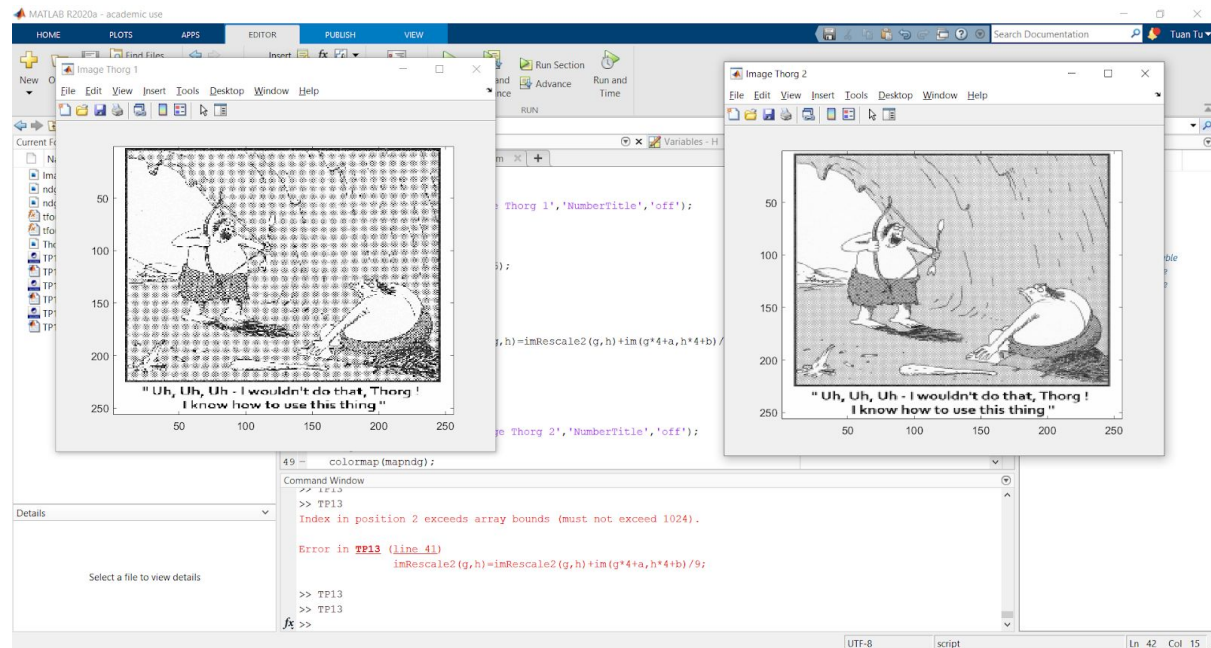 MATLAB R2020a - academic use
HOME PLOTS APPS EDITOR PUBLISH VIEW
Search Documentation
Tuan Tu
New
Find Files
Insert
fx
Run Section
Advance
Run and
Time
RUN
Image Thorg 1
File Edit View Insert Tools Desktop Window Help
50
100
150
200
250
" Uh, Uh, Uh - I wouldn't do that, Thorg !
I know how to use this thing "
50 100 150 200 250
Image Thorg 2
File Edit View Insert Tools Desktop Window Help
50
100
150
200
250
" Uh, Uh, Uh - I wouldn't do that, Thorg !
I know how to use this thing "
50 100 150 200 250
Variables - H
Thorg 1','NumberTitle','off');
,h)=imRescale2(g,h)+im(g*4+a,h*4+b)/
Thorg 2','NumberTitle','off');
49 - colormap(mapndg);
Command Window
>> TP13
>> TP13
Index in position 2 exceeds array bounds (must not exceed 1024).
Error in TP13 (line 41)
imRescale2(g,h)=imRescale2(g,h)+im(g*4+a,h*4+b)/9;
>> TP13
>> TP13
fx >>
Details
Select a file to view details
UTF-8 script Ln 42 Col 15